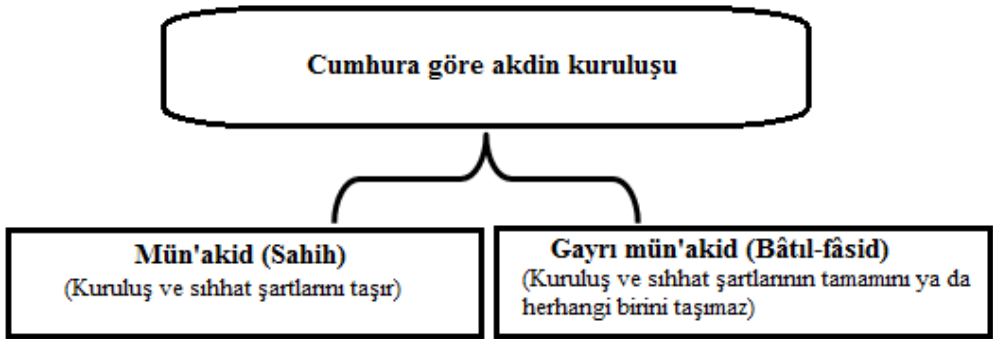 Cumhura göre akdin kuruluşu
Mün'akid (Sahih)
(Kuruluş ve sıhhat şartlarını taşır)
Gayrı mün'akid (Bâtıl-fâsid)
(Kuruluş ve sıhhat şartlarının tamamını ya da
herhangi birini taşımaz)